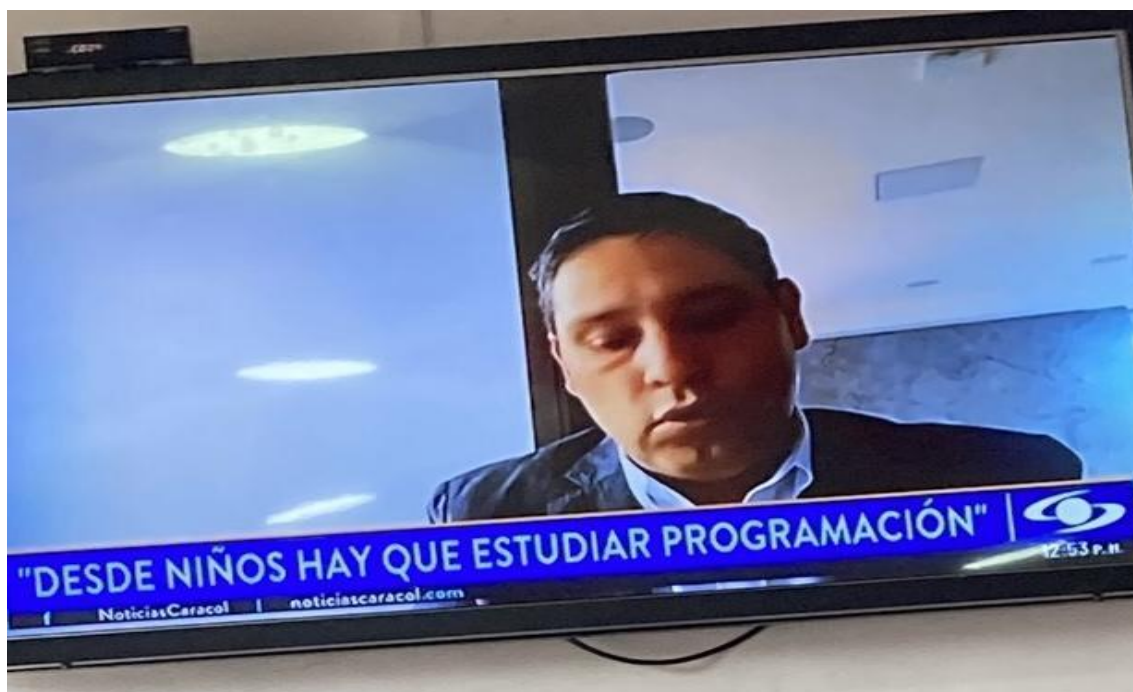 "DESDE NIÑOS HAY QUE ESTUDIAR PROGRAMACIÓN"
12:53 P. M.
f NoticiasCaracol | noticiascaracol.com